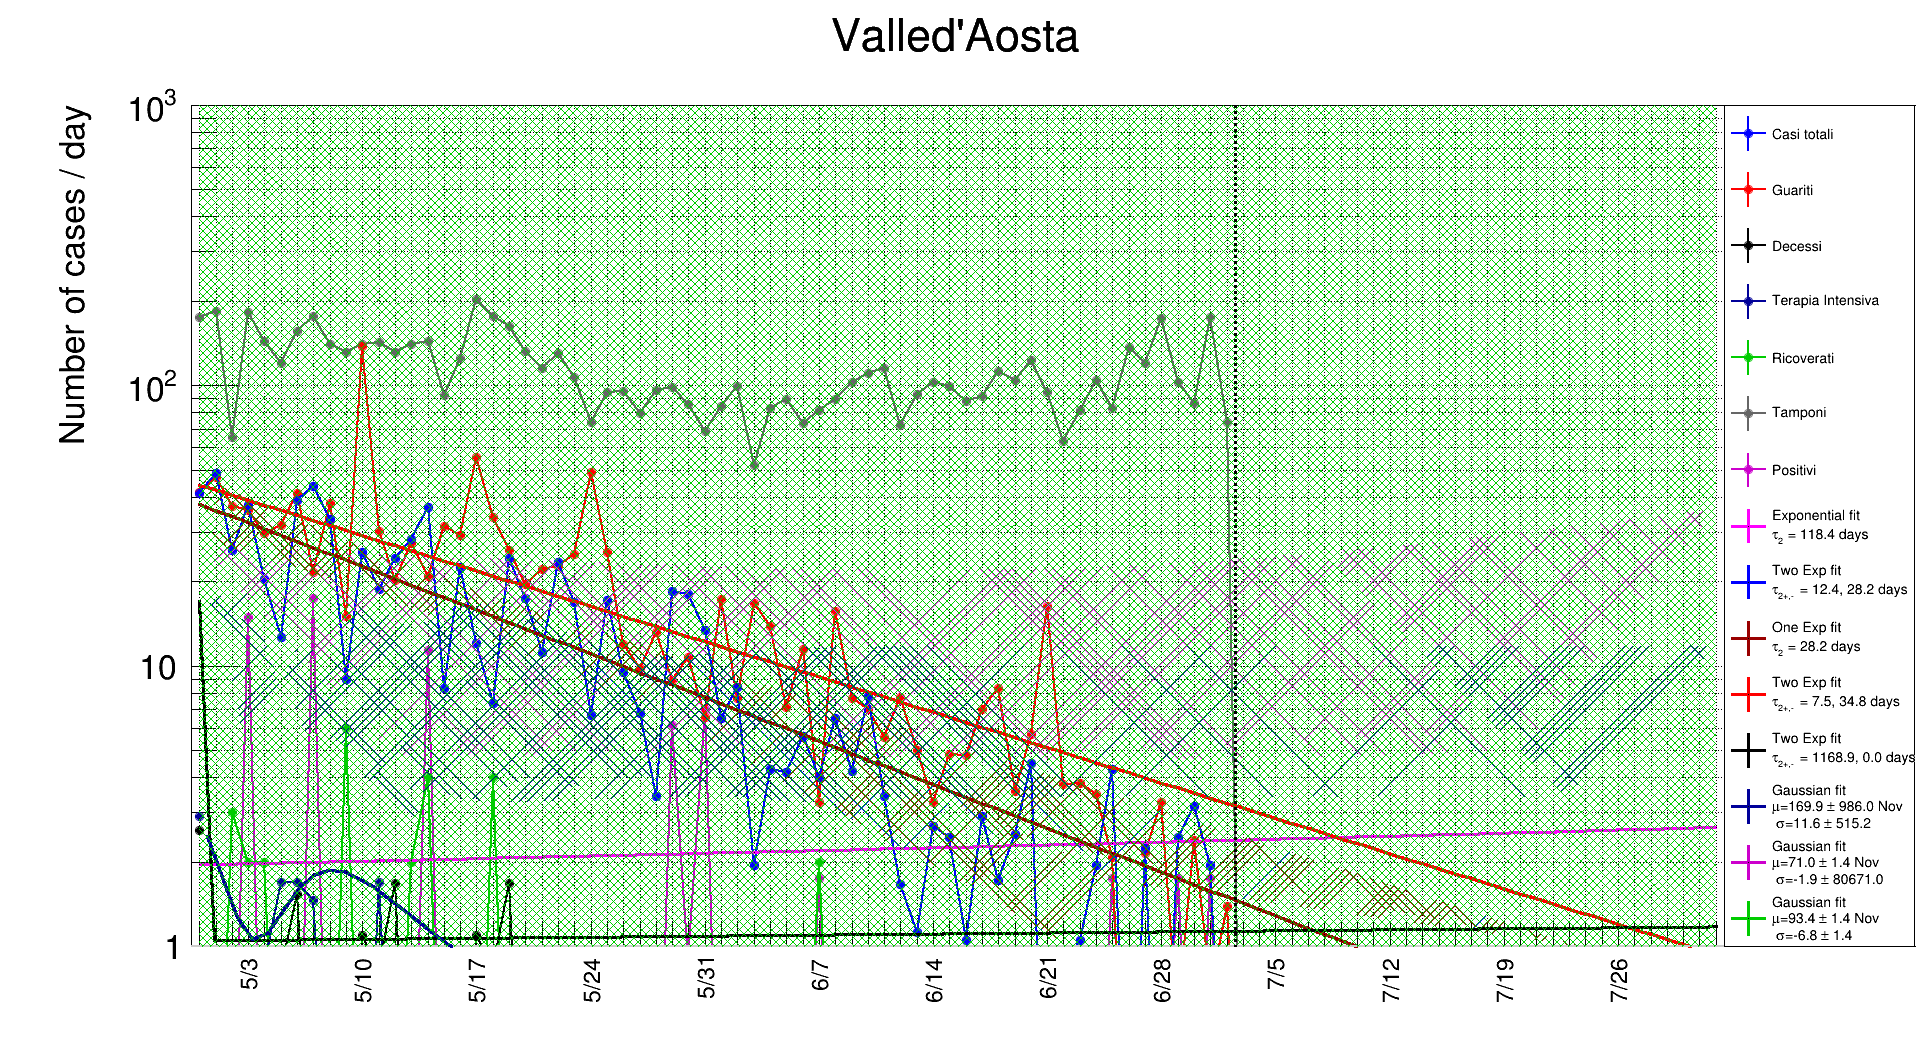 Valled'Aosta
Number of cases / day
10³
10²
10
1
5/3
5/10
5/17
5/24
5/31
6/7
6/14
6/21
6/28
7/5
7/12
7/19
7/26
Casi totali
Guariti
Decessi
Terapia Intensiva
Ricoverati
Tamponi
Positivi
Exponential fit
τ₂ = 118.4 days
Two Exp fit
τ₂₊,₋ = 12.4, 28.2 days
One Exp fit
τ₂ = 28.2 days
Two Exp fit
τ₂₊,₋ = 7.5, 34.8 days
Two Exp fit
τ₂₊,₋ = 1168.9, 0.0 days
Gaussian fit
μ=169.9 ± 986.0 Nov
σ=11.6 ± 515.2
Gaussian fit
μ=71.0 ± 1.4 Nov
σ=-1.9 ± 80671.0
Gaussian fit
μ=93.4 ± 1.4 Nov
σ=-6.8 ± 1.4